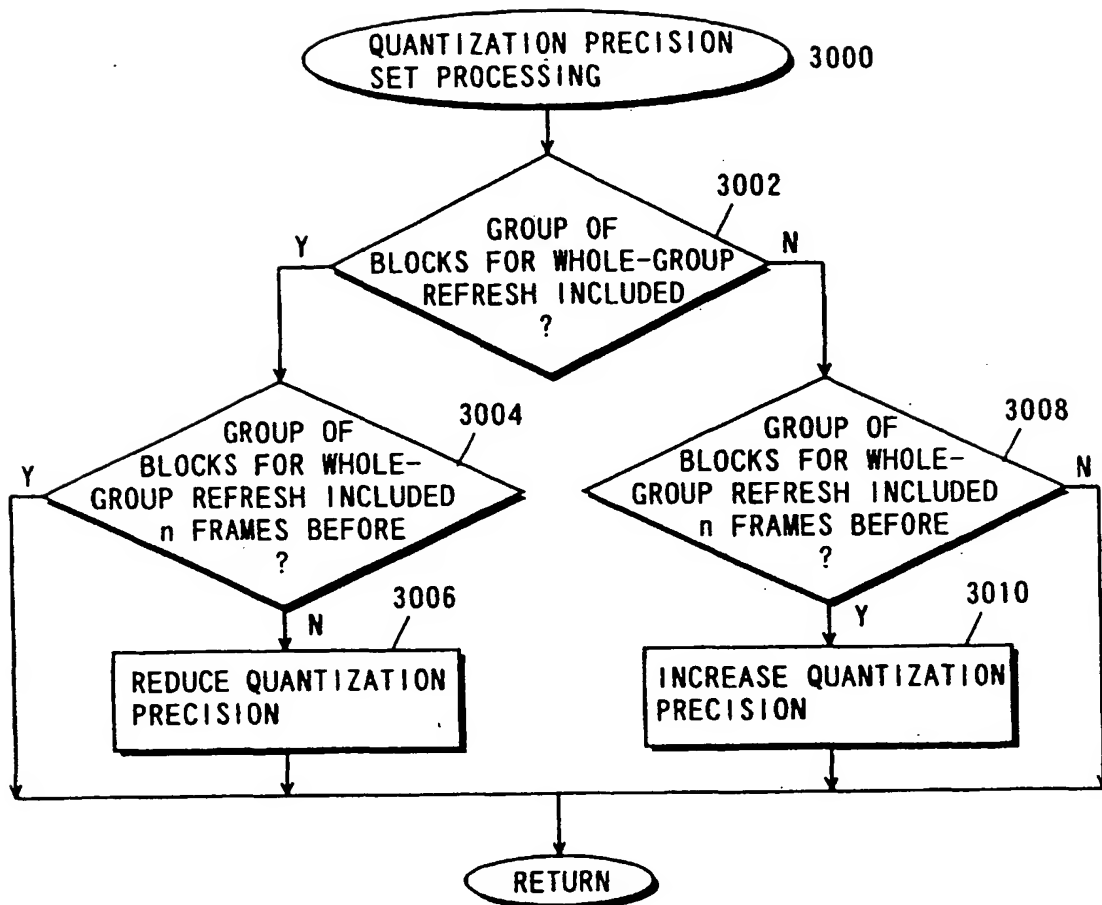 QUANTIZATION PRECISION
SET PROCESSING
3000
3002
GROUP OF
BLOCKS FOR WHOLE-GROUP
REFRESH INCLUDED
?
Y
N
3004
GROUP OF
BLOCKS FOR WHOLE-
GROUP REFRESH INCLUDED
n FRAMES BEFORE
?
Y
N
3008
GROUP OF
BLOCKS FOR WHOLE-
GROUP REFRESH INCLUDED
n FRAMES BEFORE
?
N
Y
3006
REDUCE QUANTIZATION
PRECISION
3010
INCREASE QUANTIZATION
PRECISION
RETURN